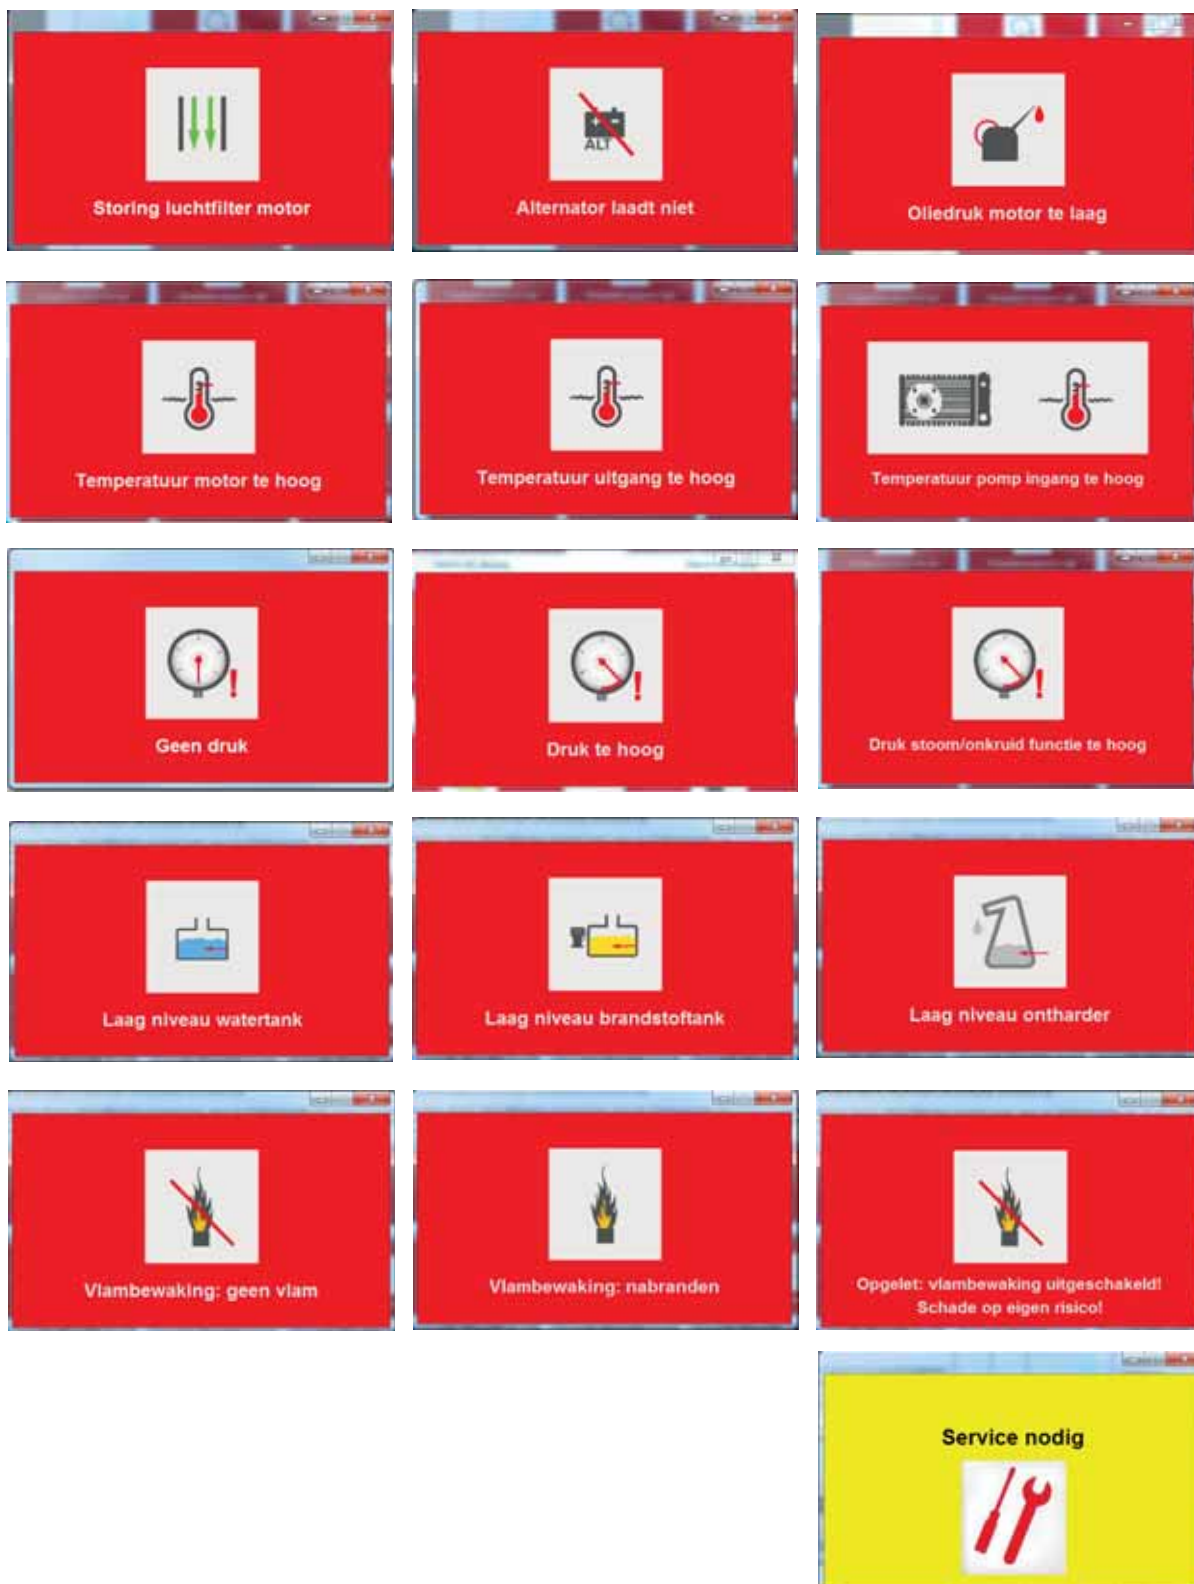 Storing luchtfilter motor
ALT
Alternator laadt niet
Oliedruk motor te laag
Temperatuur motor te hoog
Temperatuur uitgang te hoog
Temperatuur pomp ingang te hoog
!
Geen druk
!
Druk te hoog
!
Druk stoom/onkruid functie te hoog
Laag niveau watertank
Laag niveau brandstoftank
Laag niveau ontharder
Vlambewaking: geen vlam
Vlambewaking: nabranden
Opgelet: vlambewaking uitgeschakeld!
Schade op eigen risico!
Service nodig